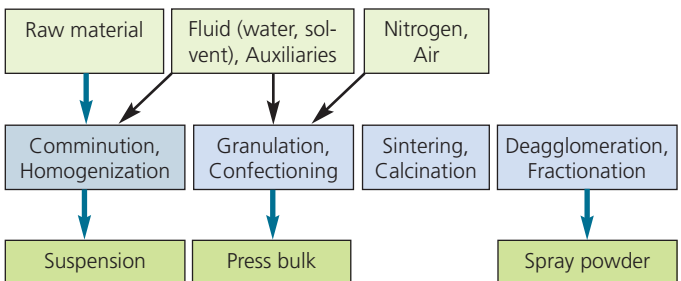 Raw material
Fluid (water, sol-
vent), Auxiliaries
Nitrogen,
Air
Comminution,
Homogenization
Granulation,
Confectioning
Sintering,
Calcination
Deagglomeration,
Fractionation
Suspension
Press bulk
Spray powder